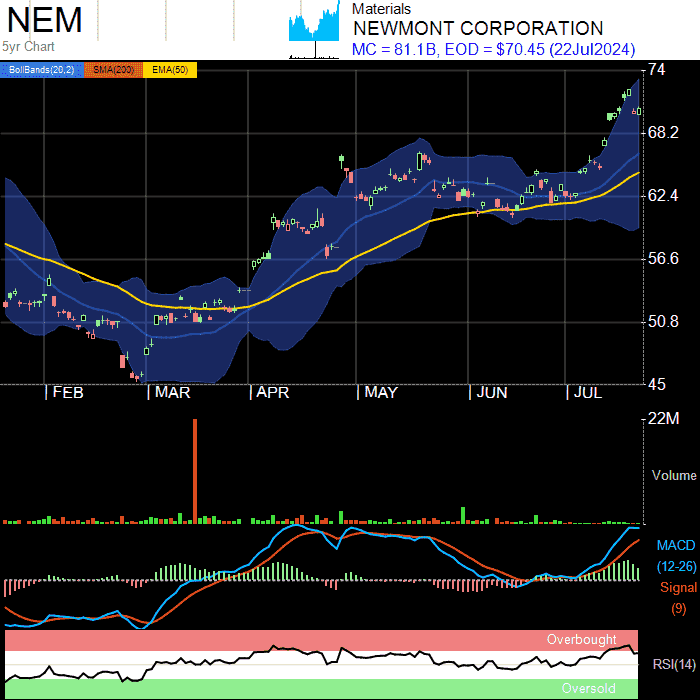 NEM
5yr Chart
Materials
NEWMONT CORPORATION
MC = 81.1B, EOD = $70.45 (22Jul2024)
BollBands(20,2) SMA(200) EMA(50)
74
68.2
62.4
56.6
50.8
45
FEB MAR APR MAY JUN JUL
22M
Volume
MACD
(12-26)
Signal
(9)
Overbought
RSI(14)
Oversold